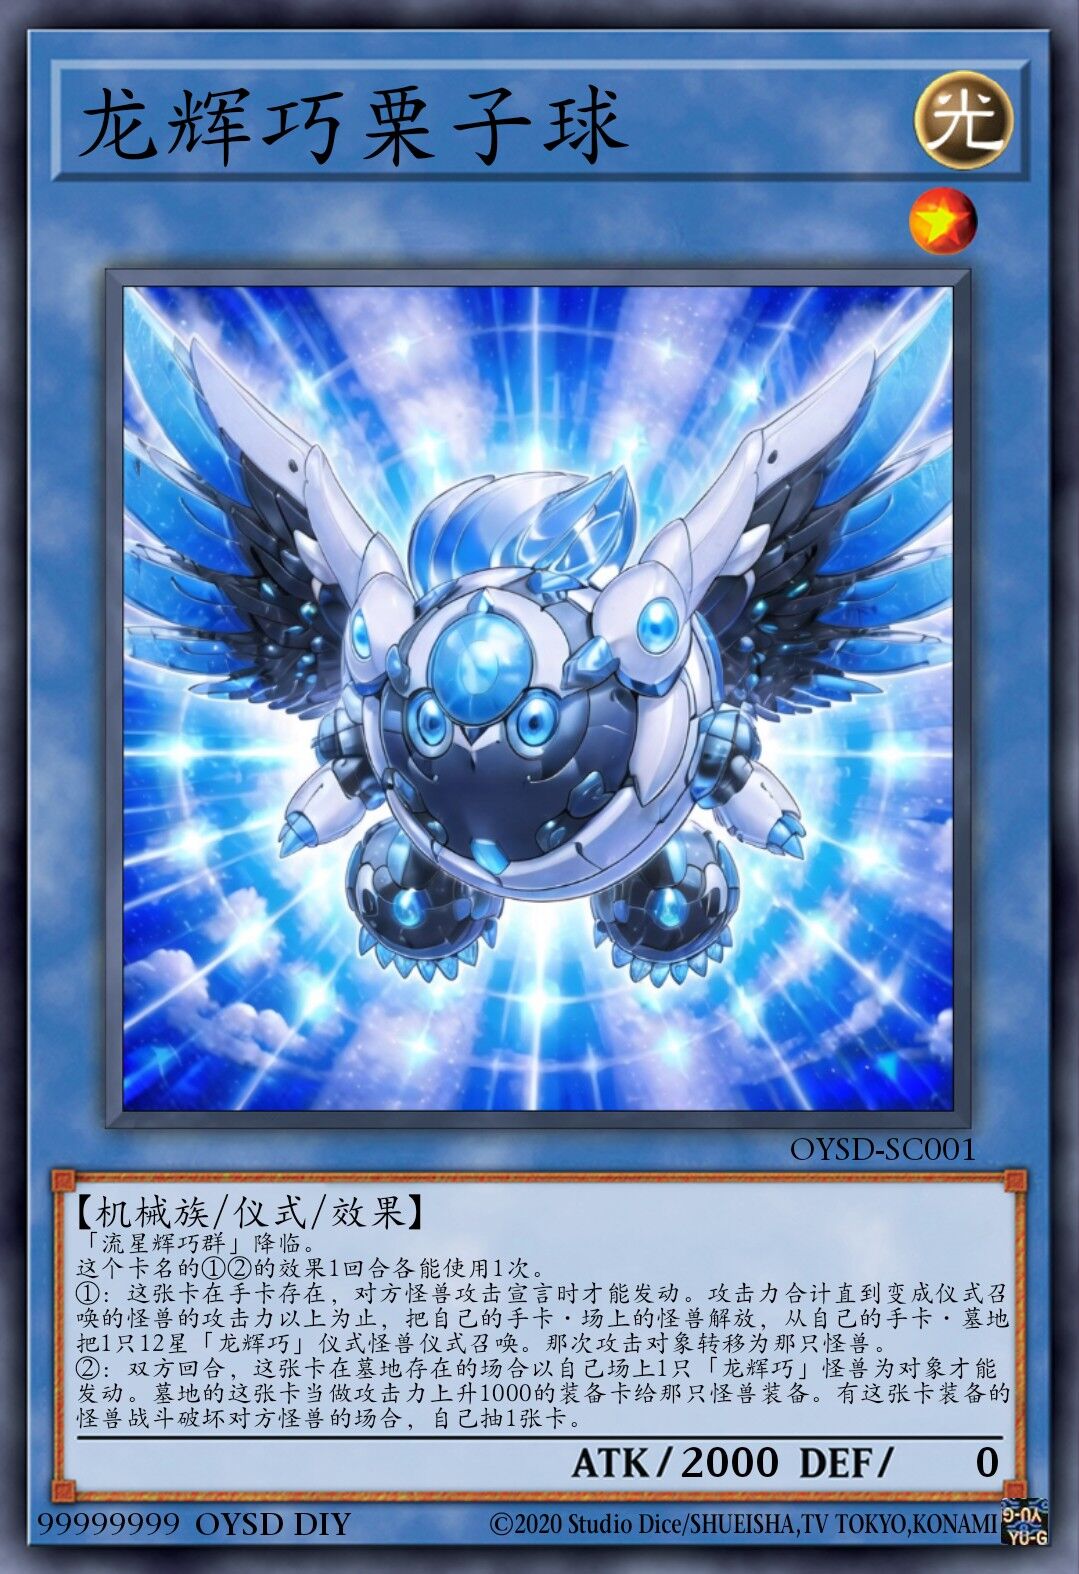 龙辉巧栗子球
光
OYSD-SC001
【机械族/仪式/效果】
「流星辉巧群」降临。
这个卡名的①②的效果1回合各能使用1次。
①：这张卡在手卡存在，对方怪兽攻击宣言时才能发动。攻击力合计直到变成仪式召
唤的怪兽的攻击力以上为止，把自己的手卡·场上的怪兽解放，从自己的手卡·墓地
把1只12星「龙辉巧」仪式怪兽仪式召唤。那次攻击对象转移为那只怪兽。
②：双方回合，这张卡在墓地存在的场合以自己场上1只「龙辉巧」怪兽为对象才能
发动。墓地的这张卡当做攻击力上升1000的装备卡给那只怪兽装备。有这张卡装备的
怪兽战斗破坏对方怪兽的场合，自己抽1张卡。
ATK/2000 DEF/ 0
99999999 OYSD DIY ©2020 Studio Dice/SHUEISHA,TV TOKYO,KONAMI
YU-G
YU-G